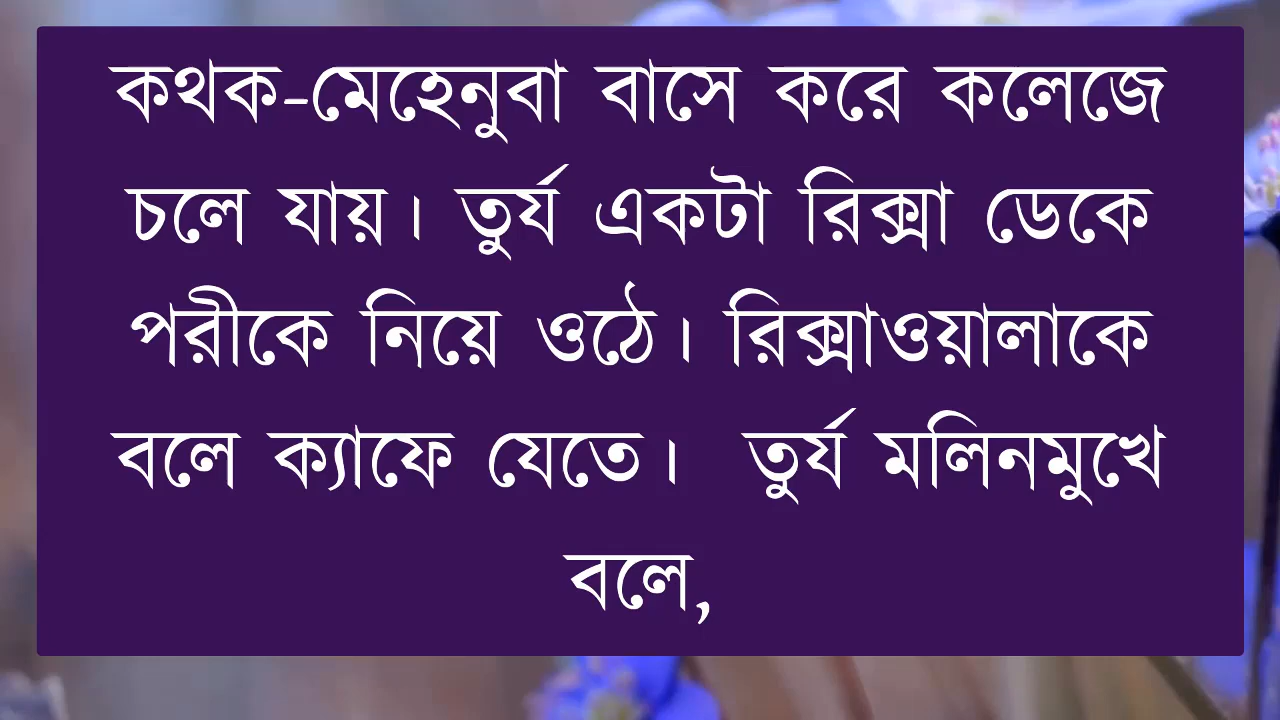 কথক-মেহেনুবা বাসে করে কলেজে
চলে যায়। তুর্য একটা রিক্সা ডেকে
পরীকে নিয়ে ওঠে। রিক্সাওয়ালাকে
বলে ক্যাফে যেতে।  তুর্য মলিনমুখে
বলে,